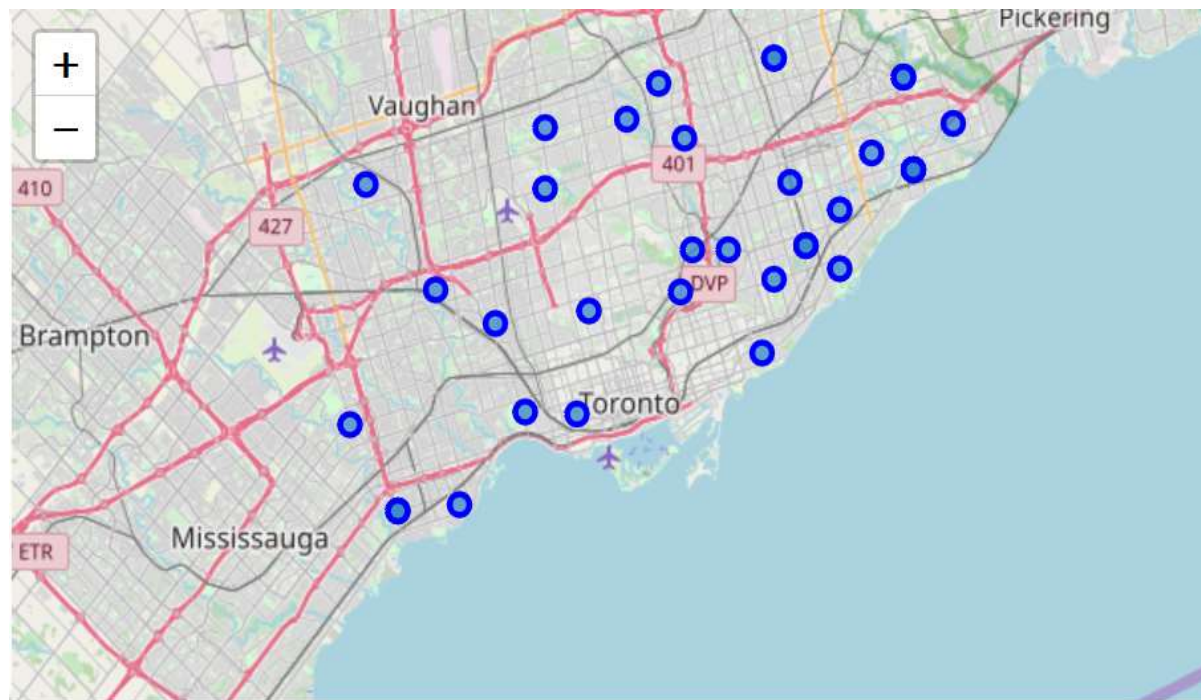 Pickering
+
−
Vaughan
401
410
427
DVP
Brampton
Toronto
Mississauga
ETR